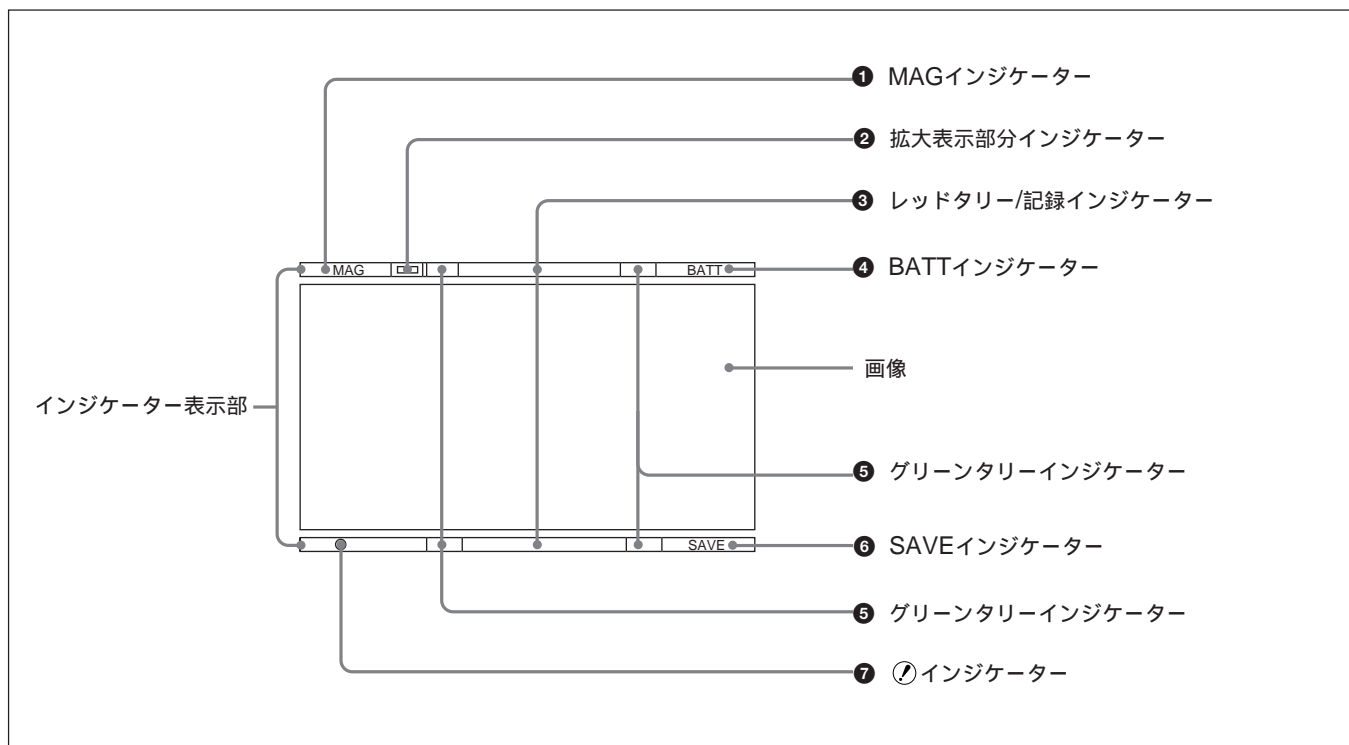 ❶ MAGインジケーター
❷ 拡大表示部分インジケーター
❸ レッドタリー/記録インジケーター
MAG
BATT
❹ BATTインジケーター
画像
インジケーター表示部
❺ グリーンタリーインジケーター
SAVE
❻ SAVEインジケーター
❺ グリーンタリーインジケーター
❼ インジケーター